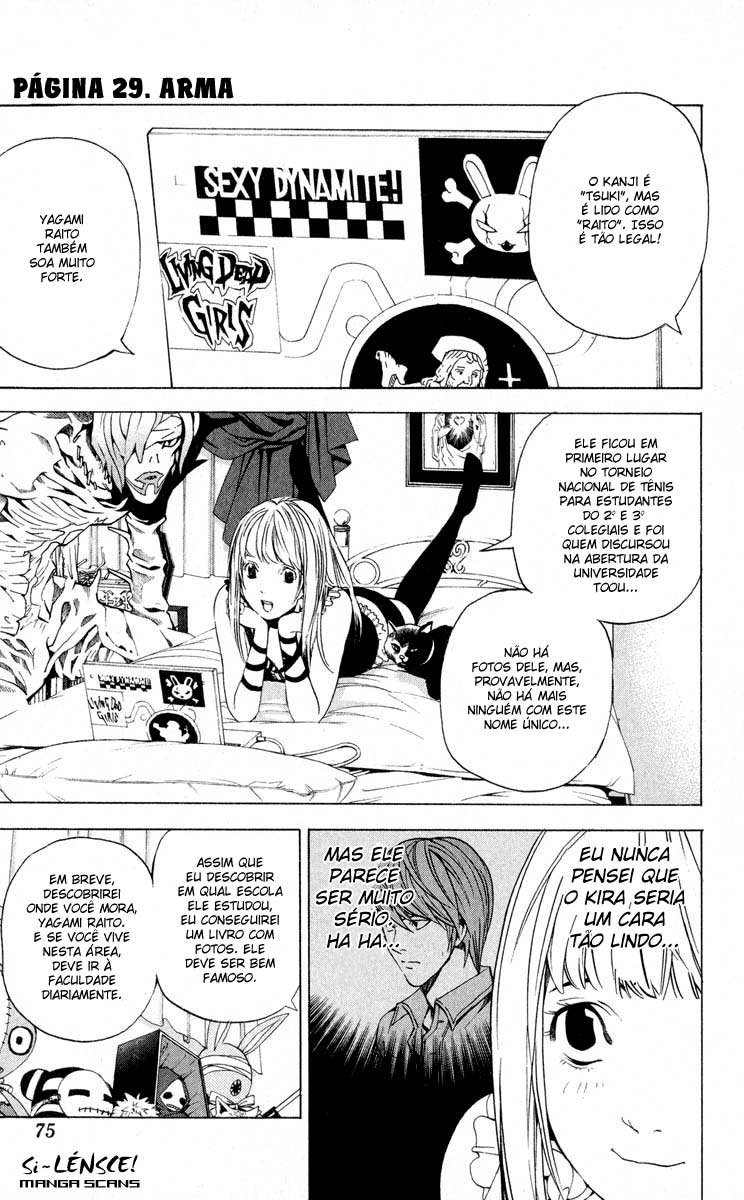 PÁGINA 29. ARMA
O KANJI É
"TSUKI", MAS
É LIDO COMO
"RAITO". ISSO
É TÃO LEGAL!
SEXY DYNAMITE!
LIVING DEAD
GIRLS
YAGAMI
RAITO
TAMBÉM
SOA MUITO
FORTE.
ELE FICOU EM
PRIMEIRO LUGAR
NO TORNEIO
NACIONAL DE TÊNIS
PARA ESTUDANTES
DO 2º E 3º
COLEGIAIS E FOI
QUEM DISCURSOU
NA ABERTURA DA
UNIVERSIDADE
TOOU...
NÃO HÁ
FOTOS DELE, MAS,
PROVAVELMENTE,
NÃO HÁ MAIS
NINGUÉM COM ESTE
NOME ÚNICO...
SEXY DYNAMITE!
LIVING DEAD
GIRLS
EU NUNCA
PENSEI QUE
O KIRA SERIA
UM CARA
TÃO LINDO...
MAS ELE
PARECE
SER MUITO
SÉRIO.
HA HA...
ASSIM QUE
EU DESCOBRIR
EM QUAL ESCOLA
ELE ESTUDOU,
EU CONSEGUIREI
UM LIVRO COM
FOTOS. ELE
DEVE SER BEM
FAMOSO.
EM BREVE,
DESCOBRIREI
ONDE VOCÊ MORA,
YAGAMI RAITO.
E SE VOCÊ VIVE
NESTA ÁREA,
DEVE IR À
FACULDADE
DIARIAMENTE.
75
Si~LÉNSCE!
MANGA SCANS